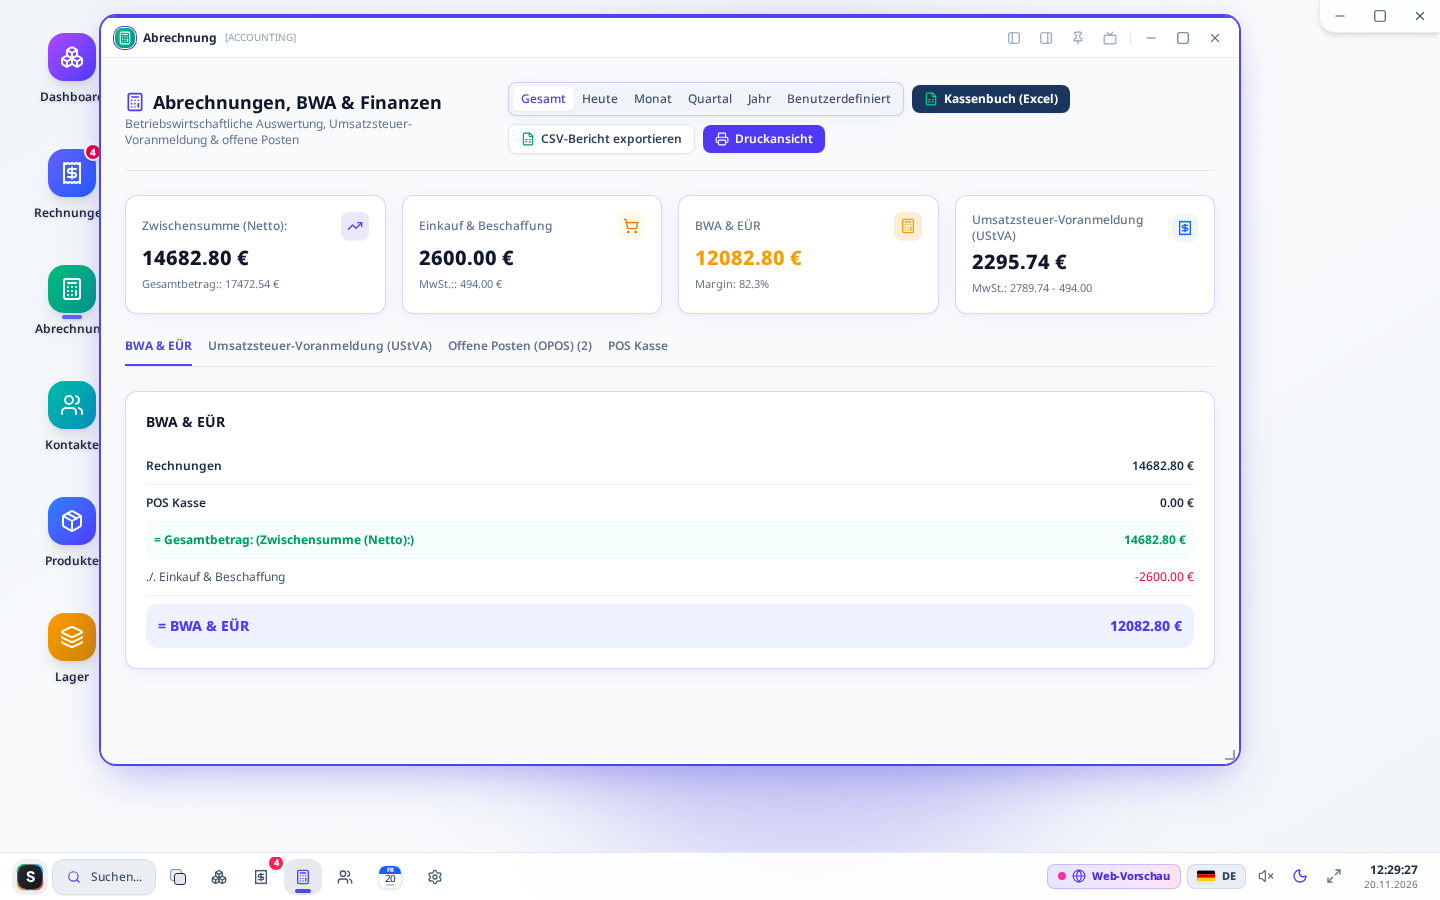 Abrechnung [ACCOUNTING]
Dashboard
4
Rechnunge
Abrechnun
Kontakte
Produkte
Lager
Abrechnungen, BWA & Finanzen
Betriebswirtschaftliche Auswertung, Umsatzsteuer-
Voranmeldung & offene Posten
Gesamt Heute Monat Quartal Jahr Benutzerdefiniert
Kassenbuch (Excel)
CSV-Bericht exportieren
Druckansicht
Zwischensumme (Netto):
14682.80 €
Gesamtbetrag:: 17472.54 €
Einkauf & Beschaffung
2600.00 €
MwSt.:: 494.00 €
BWA & EÜR
12082.80 €
Margin: 82.3%
Umsatzsteuer-Voranmeldung
(UStVA)
2295.74 €
MwSt.: 2789.74 - 494.00
BWA & EÜR Umsatzsteuer-Voranmeldung (UStVA) Offene Posten (OPOS) (2) POS Kasse
BWA & EÜR
Rechnungen 14682.80 €
POS Kasse 0.00 €
= Gesamtbetrag: (Zwischensumme (Netto):) 14682.80 €
./. Einkauf & Beschaffung -2600.00 €
= BWA & EÜR 12082.80 €
S
Suchen...
4
FR
20
Web-Vorschau
DE
12:29:27
20.11.2026